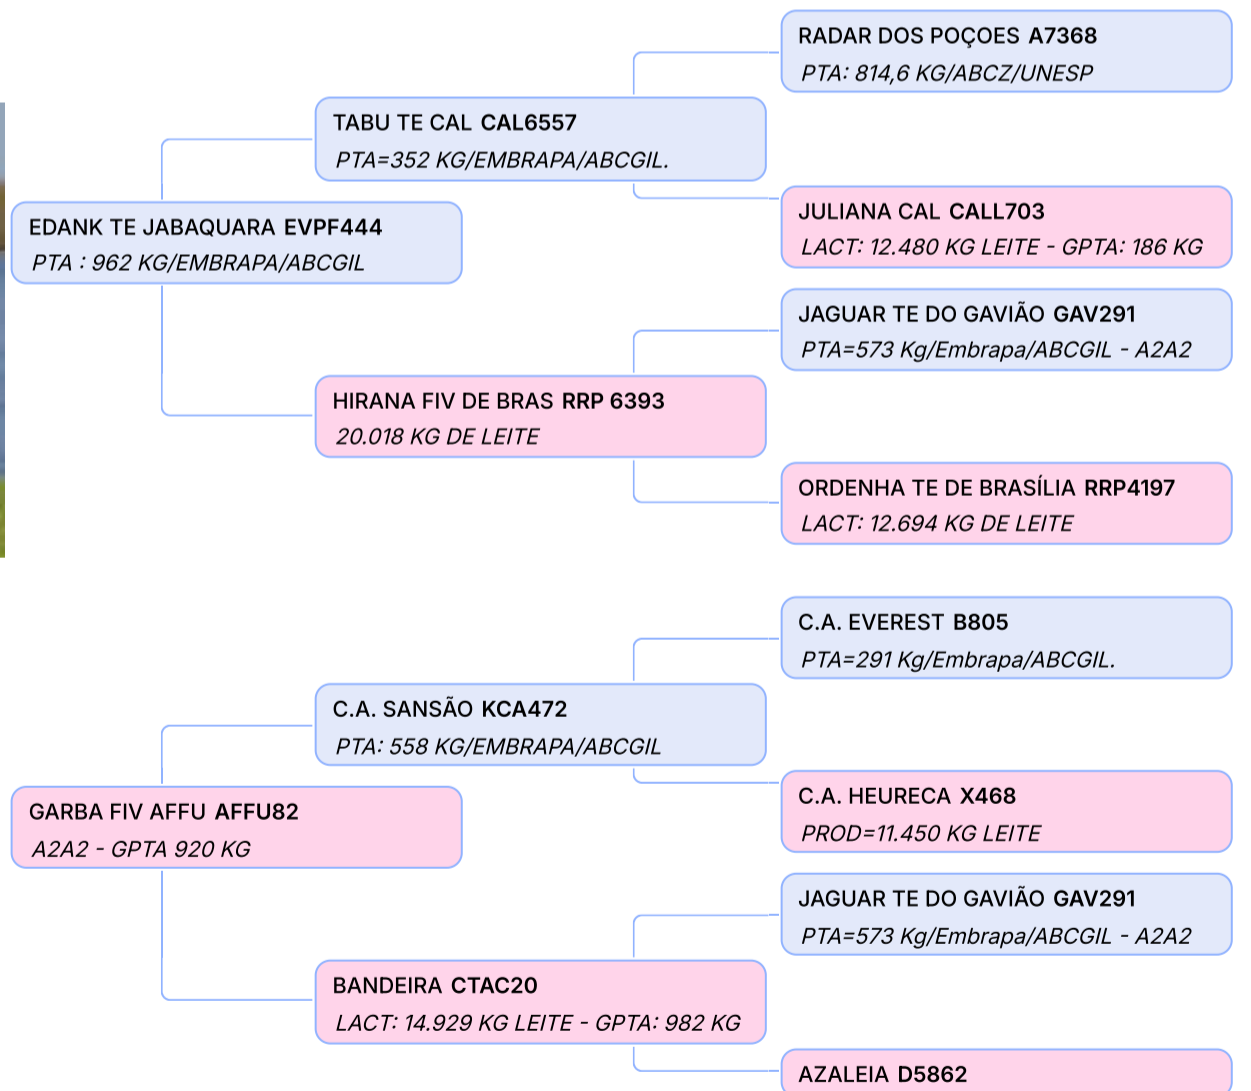 RADAR DOS POÇOES A7368
PTA: 814,6 KG/ABCZ/UNESP
TABU TE CAL CAL6557
PTA=352 KG/EMBRAPA/ABCGIL.
JULIANA CAL CALL703
LACT: 12.480 KG LEITE - GPTA: 186 KG
EDANK TE JABAQUARA EVPF444
PTA : 962 KG/EMBRAPA/ABCGIL
JAGUAR TE DO GAVIÃO GAV291
PTA=573 Kg/Embrapa/ABCGIL - A2A2
HIRANA FIV DE BRAS RRP 6393
20.018 KG DE LEITE
ORDENHA TE DE BRASÍLIA RRP4197
LACT: 12.694 KG DE LEITE
C.A. EVEREST B805
PTA=291 Kg/Embrapa/ABCGIL.
C.A. SANSÃO KCA472
PTA: 558 KG/EMBRAPA/ABCGIL
C.A. HEURECA X468
PROD=11.450 KG LEITE
GARBA FIV AFFU AFFU82
A2A2 - GPTA 920 KG
JAGUAR TE DO GAVIÃO GAV291
PTA=573 Kg/Embrapa/ABCGIL - A2A2
BANDEIRA CTAC20
LACT: 14.929 KG LEITE - GPTA: 982 KG
AZALEIA D5862